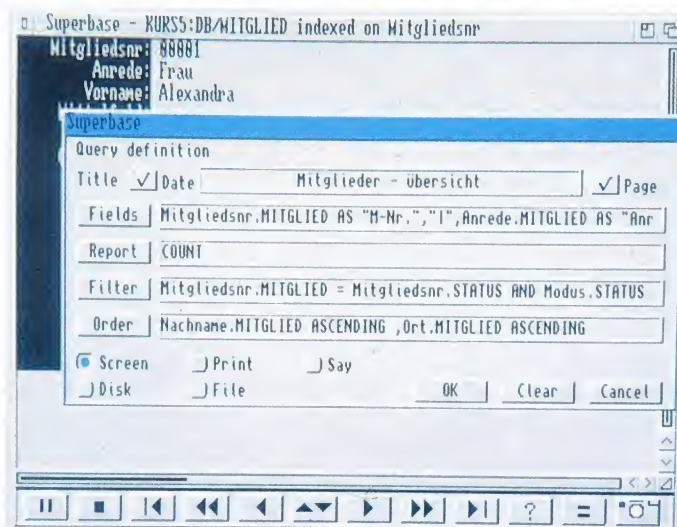 Superbase - KURS5:DB/MITGLIED indexed on Mitgliedsnr
Mitgliedsnr: 00001
Anrede: Frau
Vorname: Alexandra
Superbase
Query definition
Title Date Mitglieder - übersicht Page
Fields Mitgliedsnr.MITGLIED AS "M-Nr.","|",Anrede.MITGLIED AS "Anr
Report COUNT
Filter Mitgliedsnr.MITGLIED = Mitgliedsnr.STATUS AND Modus.STATUS
Order Nachname.MITGLIED ASCENDING ,Ort.MITGLIED ASCENDING
Screen Print Say
Disk File OK Clear Cancel
? =